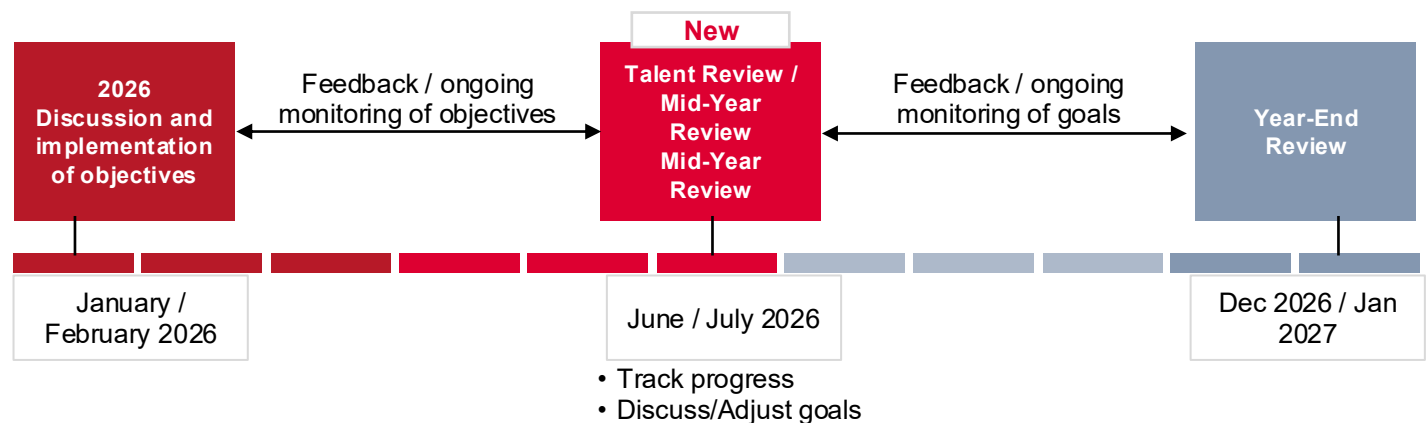 New
2026
Discussion and
implementation
of objectives
Feedback / ongoing
monitoring of objectives
Talent Review /
Mid-Year
Review
Mid-Year
Review
Feedback / ongoing
monitoring of goals
Year-End
Review
January /
February 2026
June / July 2026
Dec 2026 / Jan
2027
• Track progress
• Discuss/Adjust goals